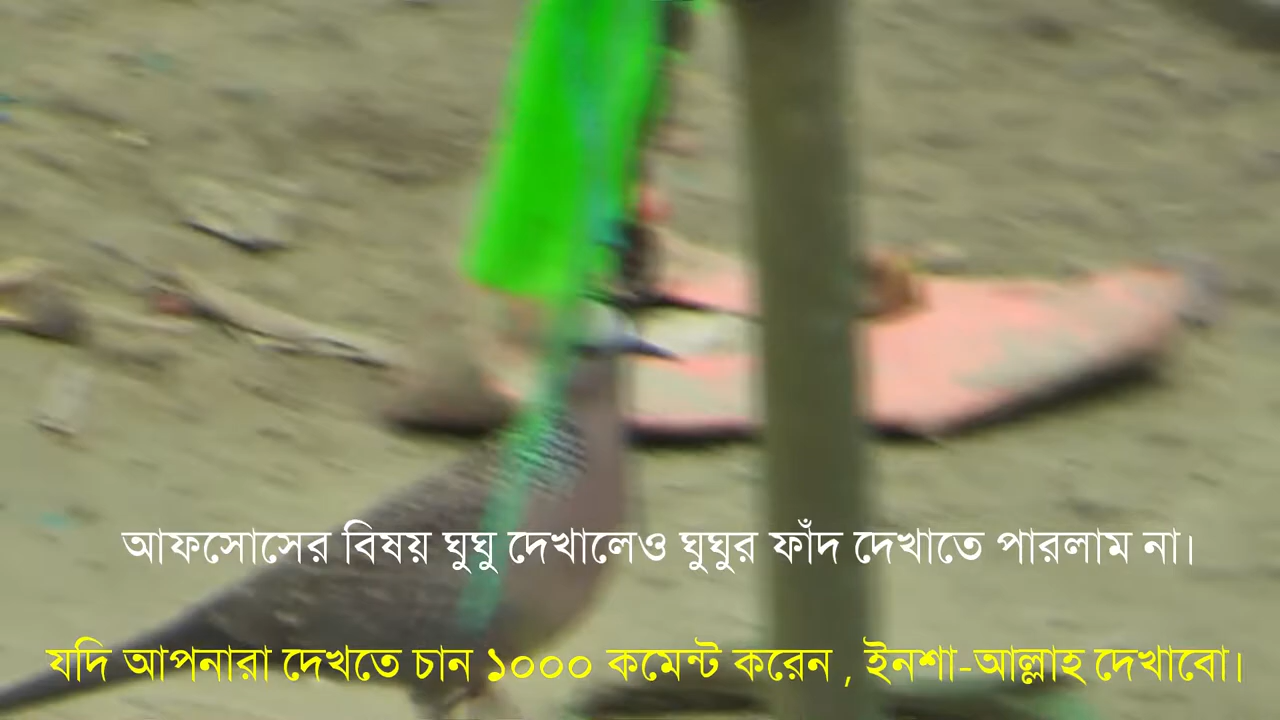 আফসোসের বিষয় ঘুঘু দেখালেও ঘুঘুর ফাঁদ দেখাতে পারলাম না।
যদি আপনারা দেখতে চান ১০০০ কমেন্ট করেন , ইনশা-আল্লাহ দেখাবো।